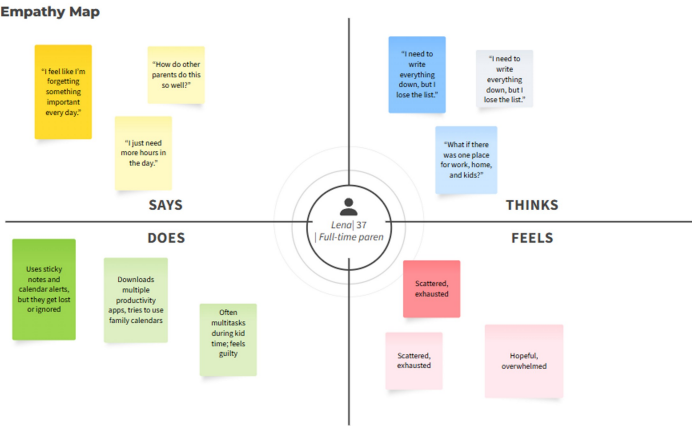 Empathy Map
“I feel like I'm
forgetting
something
important
every day.”
“How do other
parents do this
so well?”
“I just need
more hours in
the day.”
SAYS
“I need to
write
everything
down, but I
lose the list.”
“I need to
write
everything
down, but I
lose the list.”
“What if there
was one place
for work, home,
and kids?”
THINKS
Lena| 37
| Full-time paren
DOES
Uses sticky
notes and
calendar alerts,
but they get lost
or ignored
Downloads
multiple
productivity
apps, tries to use
family calendars
Often
multitasks
during kid
time; feels
guilty
FEELS
Scattered,
exhausted
Scattered,
exhausted
Hopeful,
overwhelmed